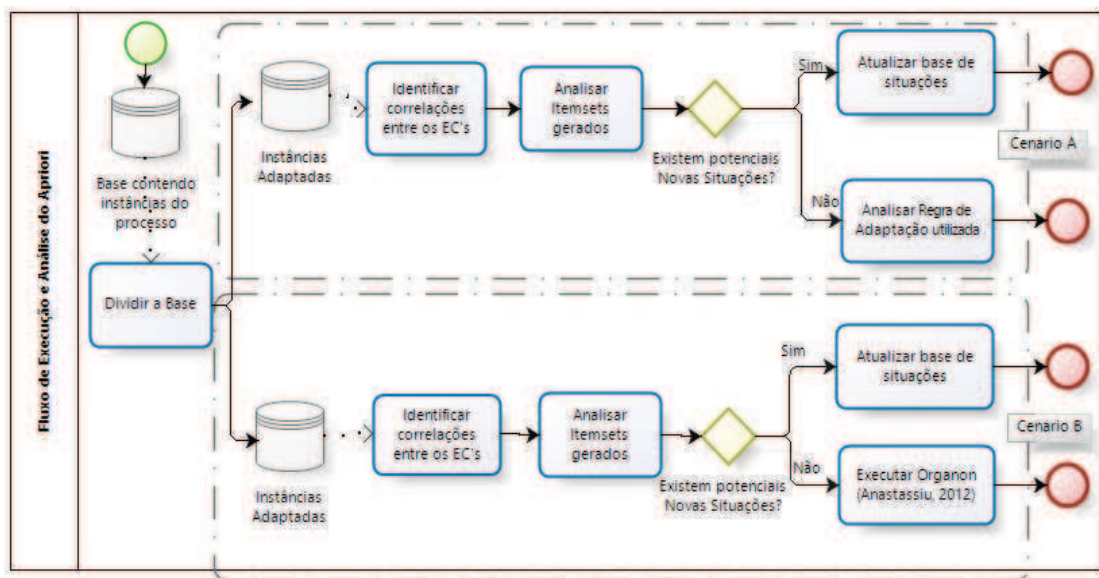 Fluxo de Execução e Análise do Apriori
Base contendo
instâncias do
processo
Dividir a Base
Instâncias
Adaptadas
Identificar
correlações
entre os EC's
Analisar
Itemsets
gerados
Existem potenciais
Novas Situações?
Sim
Atualizar base de
situações
Não
Analisar Regra de
Adaptação utilizada
Cenario A
Instâncias
Adaptadas
Identificar
correlações
entre os EC's
Analisar
Itemsets
gerados
Existem potenciais
Novas Situações?
Sim
Atualizar base de
situações
Não
Executar Organon
(Anastassiu, 2012)
Cenario B